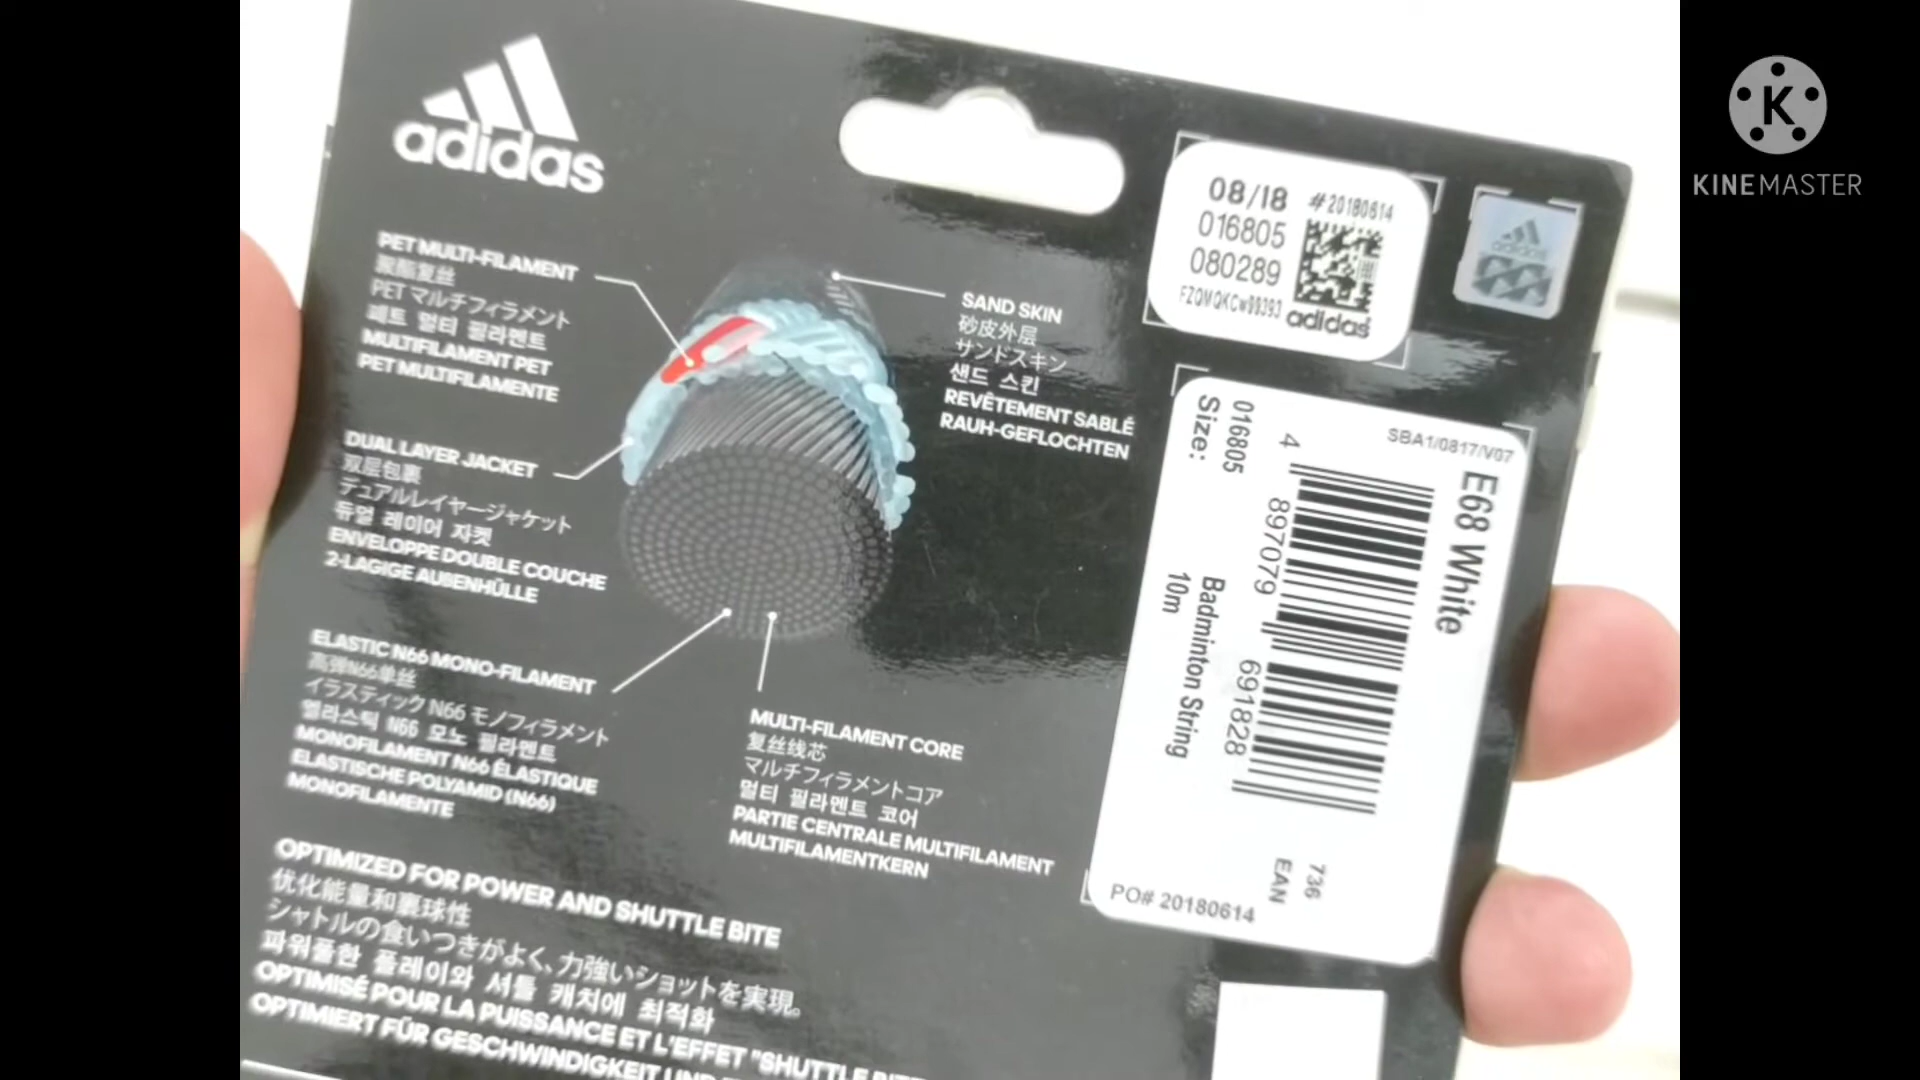 adidas
PET MULTI-FILAMENT
聚酯复丝
PET マルチフィラメント
페트 멀티 필라멘트
MULTIFILAMENT PET
PET MULTIFILAMENTE
DUAL LAYER JACKET
双层包裹
デュアルレイヤージャケット
듀얼 레이어 자켓
ENVELOPPE DOUBLE COUCHE
2-LAGIGE AUßENHÜLLE
ELASTIC N66 MONO-FILAMENT
高弹N66单丝
イラスティック N66 モノフィラメント
엘라스틱 N66 모노 필라멘트
MONOFILAMENT N66 ÉLASTIQUE
ELASTISCHE POLYAMID (N66)
MONOFILAMENTE
SAND SKIN
砂皮外层
サンドスキン
샌드 스킨
REVÊTEMENT SABLÉ
RAUH-GEFLOCHTEN
MULTI-FILAMENT CORE
复丝线芯
マルチフィラメントコア
멀티 필라멘트 코어
PARTIE CENTRALE MULTIFILAMENT
MULTIFILAMENTKERN
OPTIMIZED FOR POWER AND SHUTTLE BITE
优化能量和裹球性
シャトルの食いつきがよく、力強いショットを実現。
파워풀한 플레이와 셔틀 캐치에 최적화
OPTIMISÉ POUR LA PUISSANCE ET L'EFFET "SHUTTLE BITE
OPTIMIERT FÜR GESCHWINDIGKEIT UND
08/18 #20180614
016805
080289
FZQMQKCw99393
adidas
adidas
SBA1/0817/V07
E68 White
016805
Size:
4 897079 691828
Badminton String
10m
736
EAN
PO# 20180614
K
KINEMASTER